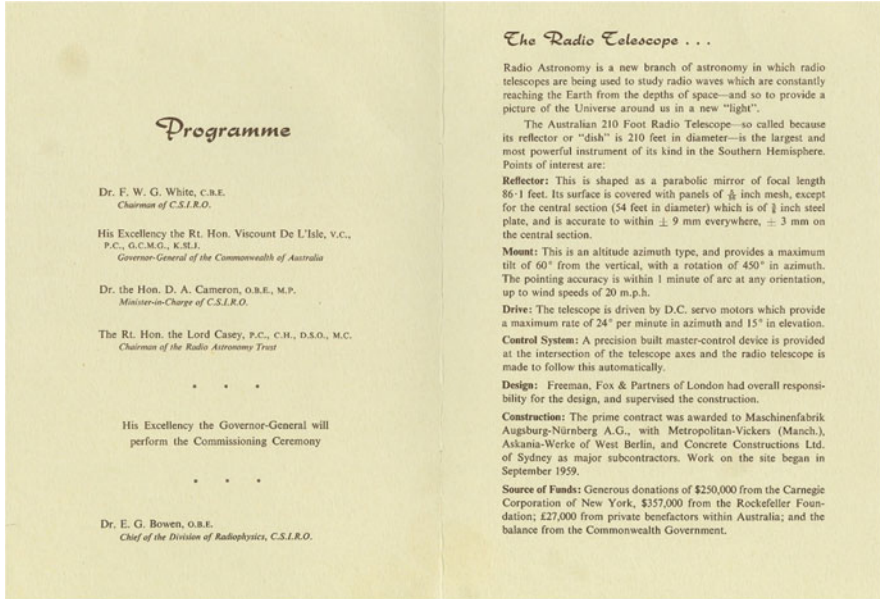 Programme
Dr. F. W. G. White, C.B.E.
Chairman of C.S.I.R.O.
His Excellency the Rt. Hon. Viscount De L'Isle, V.C.,
P.C., G.C.M.G., K.St.J.
Governor-General of the Commonwealth of Australia
Dr. the Hon. D. A. Cameron, O.B.E., M.P.
Minister-in-Charge of C.S.I.R.O.
The Rt. Hon. the Lord Casey, P.C., C.H., D.S.O., M.C.
Chairman of the Radio Astronomy Trust
His Excellency the Governor-General will
perform the Commissioning Ceremony
Dr. E. G. Bowen, O.B.E.
Chief of the Division of Radiophysics, C.S.I.R.O.
The Radio Telescope . . .
Radio Astronomy is a new branch of astronomy in which radio
telescopes are being used to study radio waves which are constantly
reaching the Earth from the depths of space—and so to provide a
picture of the Universe around us in a new "light".
The Australian 210 Foot Radio Telescope—so called because
its reflector or "dish" is 210 feet in diameter—is the largest and
most powerful instrument of its kind in the Southern Hemisphere.
Points of interest are:
Reflector: This is shaped as a parabolic mirror of focal length
86·1 feet. Its surface is covered with panels of inch mesh, except
for the central section (54 feet in diameter) which is of inch steel
plate, and is accurate to within ± 9 mm everywhere, ± 3 mm on
the central section.
Mount: This is an altitude azimuth type, and provides a maximum
tilt of 60° from the vertical, with a rotation of 450° in azimuth.
The pointing accuracy is within 1 minute of arc at any orientation,
up to wind speeds of 20 m.p.h.
Drive: The telescope is driven by D.C. servo motors which provide
a maximum rate of 24° per minute in azimuth and 15° in elevation.
Control System: A precision built master-control device is provided
at the intersection of the telescope axes and the radio telescope is
made to follow this automatically.
Design: Freeman, Fox & Partners of London had overall responsi-
bility for the design, and supervised the construction.
Construction: The prime contract was awarded to Maschinenfabrik
Augsburg-Nürnberg A.G., with Metropolitan-Vickers (Manch.),
Askania-Werke of West Berlin, and Concrete Constructions Ltd.
of Sydney as major subcontractors. Work on the site began in
September 1959.
Source of Funds: Generous donations of $250,000 from the Carnegie
Corporation of New York, $357,000 from the Rockefeller Foun-
dation; £27,000 from private benefactors within Australia; and the
balance from the Commonwealth Government.